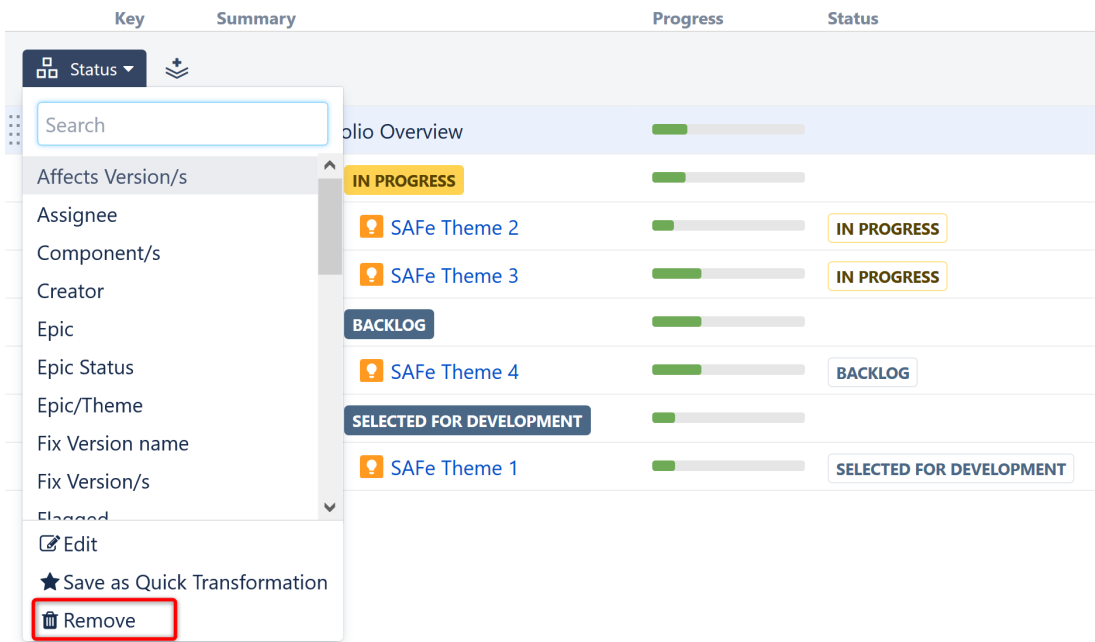 Key Summary Progress Status
Status
Search
olio Overview
Affects Version/s
IN PROGRESS
Assignee
SAFe Theme 2 IN PROGRESS
Component/s
SAFe Theme 3 IN PROGRESS
Creator
Epic
BACKLOG
Epic Status
SAFe Theme 4 BACKLOG
Epic/Theme
SELECTED FOR DEVELOPMENT
Fix Version name
SAFe Theme 1 SELECTED FOR DEVELOPMENT
Fix Version/s
Flagged
Edit
Save as Quick Transformation
Remove